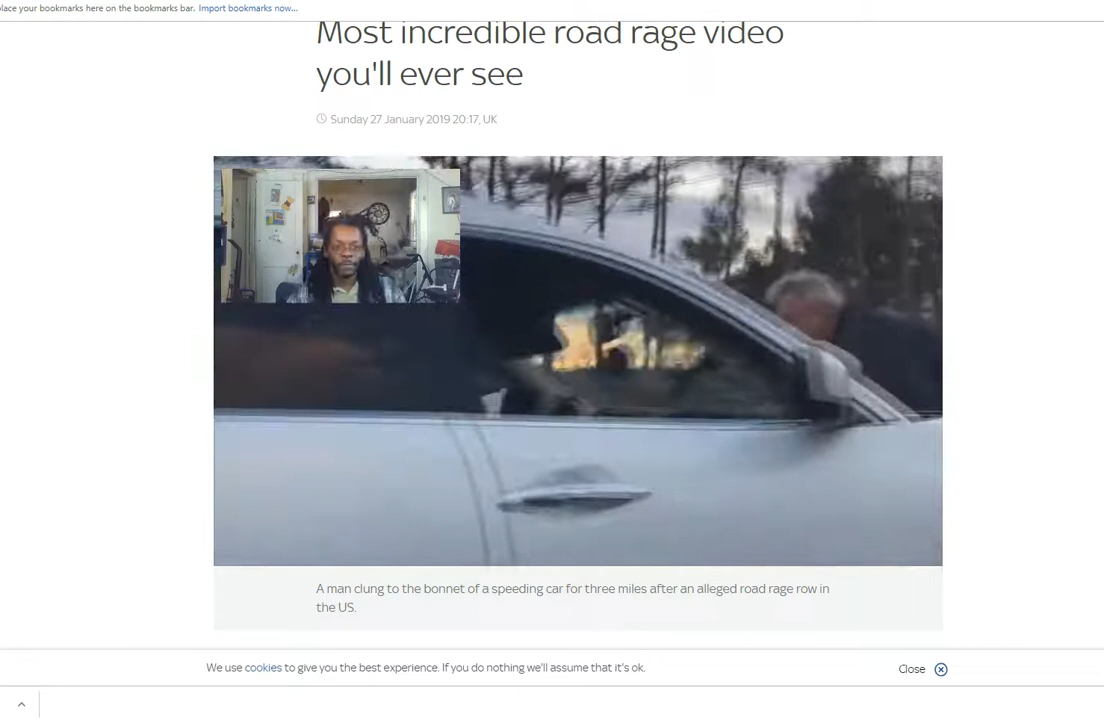 place your bookmarks here on the bookmarks bar. Import bookmarks now...
Most incredible road rage video
you'll ever see
Sunday 27 January 2019 20:17, UK
A man clung to the bonnet of a speeding car for three miles after an alleged road rage row in
the US.
We use cookies to give you the best experience. If you do nothing we'll assume that it's ok.
Close